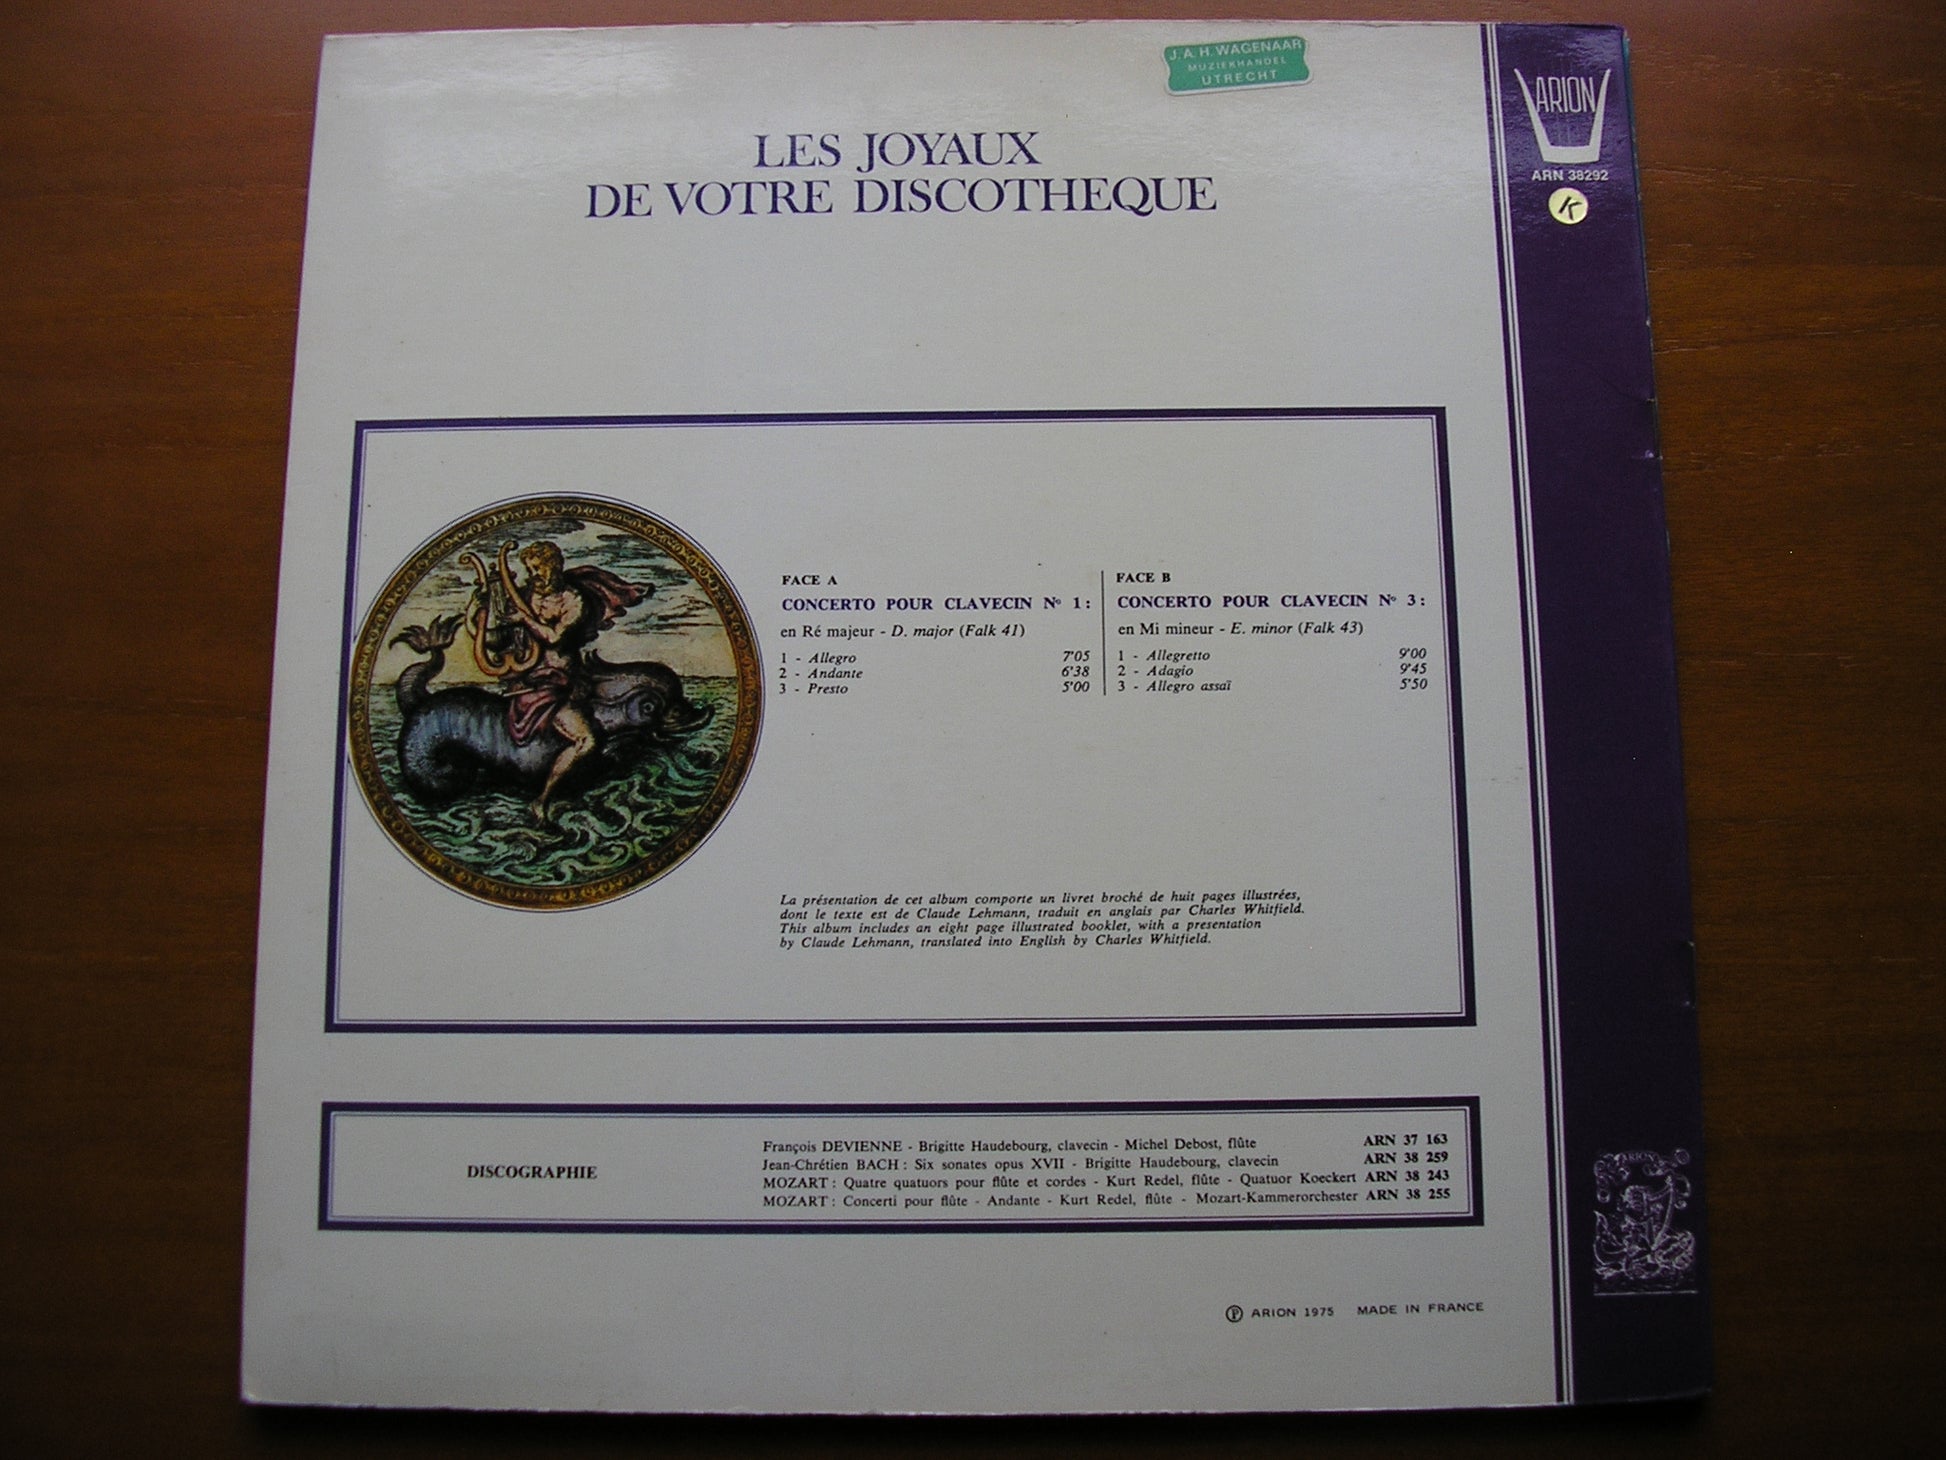 J.A.H. WAGENAAR
MUZIEKHANDEL
UTRECHT
ARION
ARN 38292
K
LES JOYAUX
DE VOTRE DISCOTHEQUE
FACE A
CONCERTO POUR CLAVECIN Nº 1 :
en Ré majeur - D. major (Falk 41)
1 - Allegro 7'05
2 - Andante 6'38
3 - Presto 5'00
FACE B
CONCERTO POUR CLAVECIN Nº 3 :
en Mi mineur - E. minor (Falk 43)
1 - Allegretto 9'00
2 - Adagio 9'45
3 - Allegro assaï 5'50
La présentation de cet album comporte un livret broché de huit pages illustrées,
dont le texte est de Claude Lehmann, traduit en anglais par Charles Whitfield.
This album includes an eight page illustrated booklet, with a presentation
by Claude Lehmann, translated into English by Charles Whitfield.
DISCOGRAPHIE
François DEVIENNE - Brigitte Haudebourg, clavecin - Michel Debost, flûte ARN 37 163
Jean-Chrétien BACH : Six sonates opus XVII - Brigitte Haudebourg, clavecin ARN 38 259
MOZART : Quatre quatuors pour flûte et cordes - Kurt Redel, flûte - Quatuor Koeckert ARN 38 243
MOZART : Concerti pour flûte - Andante - Kurt Redel, flûte - Mozart-Kammerorchester ARN 38 255
ARION
Ⓟ ARION 1975 MADE IN FRANCE